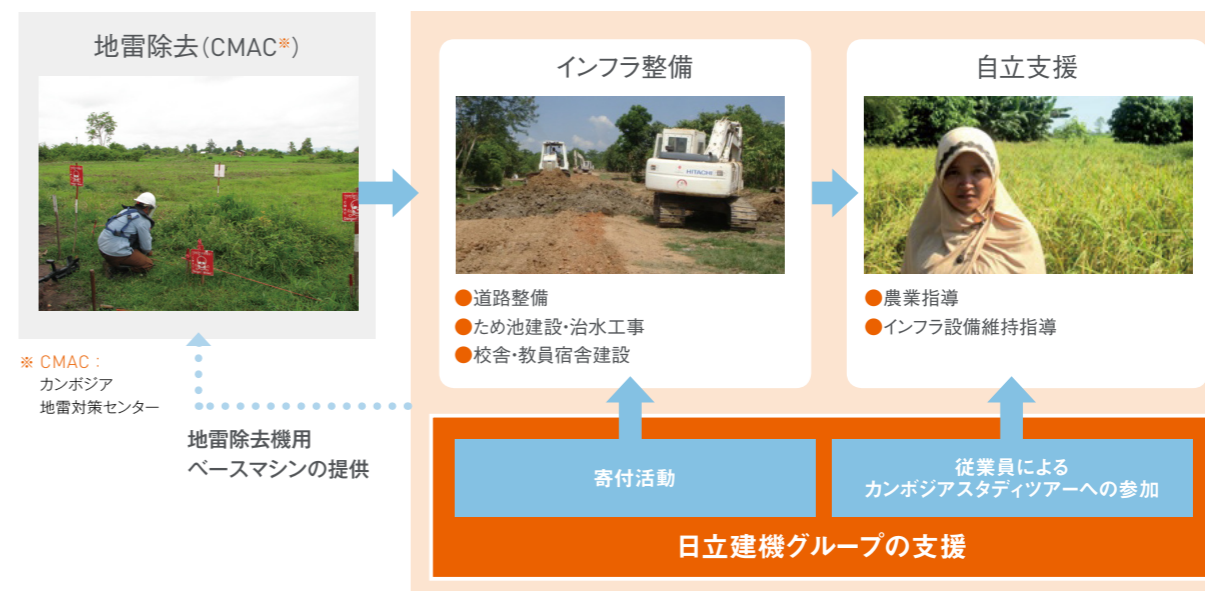 地雷除去(CMAC※)
※ CMAC：
カンボジア
地雷対策センター
地雷除去機用
ベースマシンの提供
インフラ整備
HITACHI
●道路整備
●ため池建設・治水工事
●校舎・教員宿舎建設
自立支援
●農業指導
●インフラ設備維持指導
寄付活動
従業員による
カンボジアスタディツアーへの参加
日立建機グループの支援